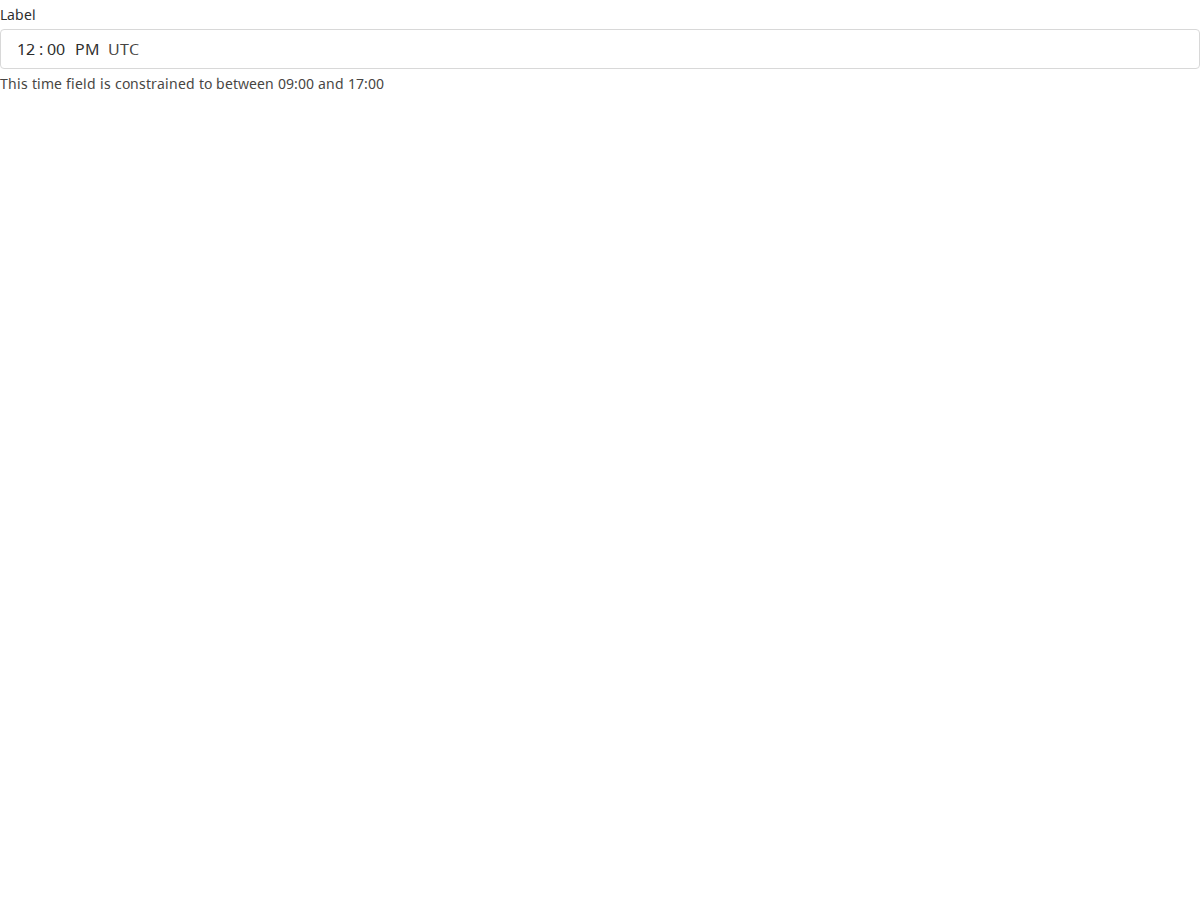 Label
12 : 00 PM UTC
This time field is constrained to between 09:00 and 17:00